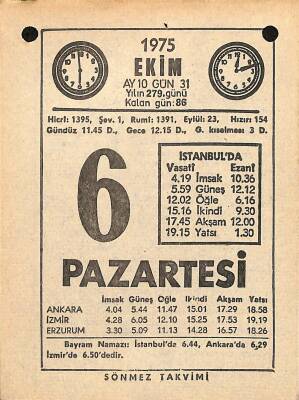 1975
EKİM
AY 10 GÜN 31
Yılın 279. günü
Kalan gün: 86
Hicrî: 1395, Şev. 1, Rumî: 1391, Eylül: 23, Hızır: 154
Gündüz 11.45 D., Gece 12.15 D., G. kısalması 3 D.
6
İSTANBUL'DA
Vasatî Ezanî
4.19 İmsak 10.36
5.59 Güneş 12.12
12.02 Öğle 6.16
15.16 İkindi 9.30
17.45 Akşam 12.00
19.15 Yatsı 1.30
PAZARTESİ
İmsak Güneş Öğle İkindi Akşam Yatsı
ANKARA 4.04 5.44 11.47 15.01 17.29 18.58
İZMİR 4.28 6.05 12.10 15.25 17.53 19.19
ERZURUM 3.30 5.09 11.13 14.28 16.57 18.26
Bayram Namazı: İstanbul'da 6.44, Ankara'da 6.29
İzmir'de 6.50'dedir.
SÖNMEZ TAKVİMİ